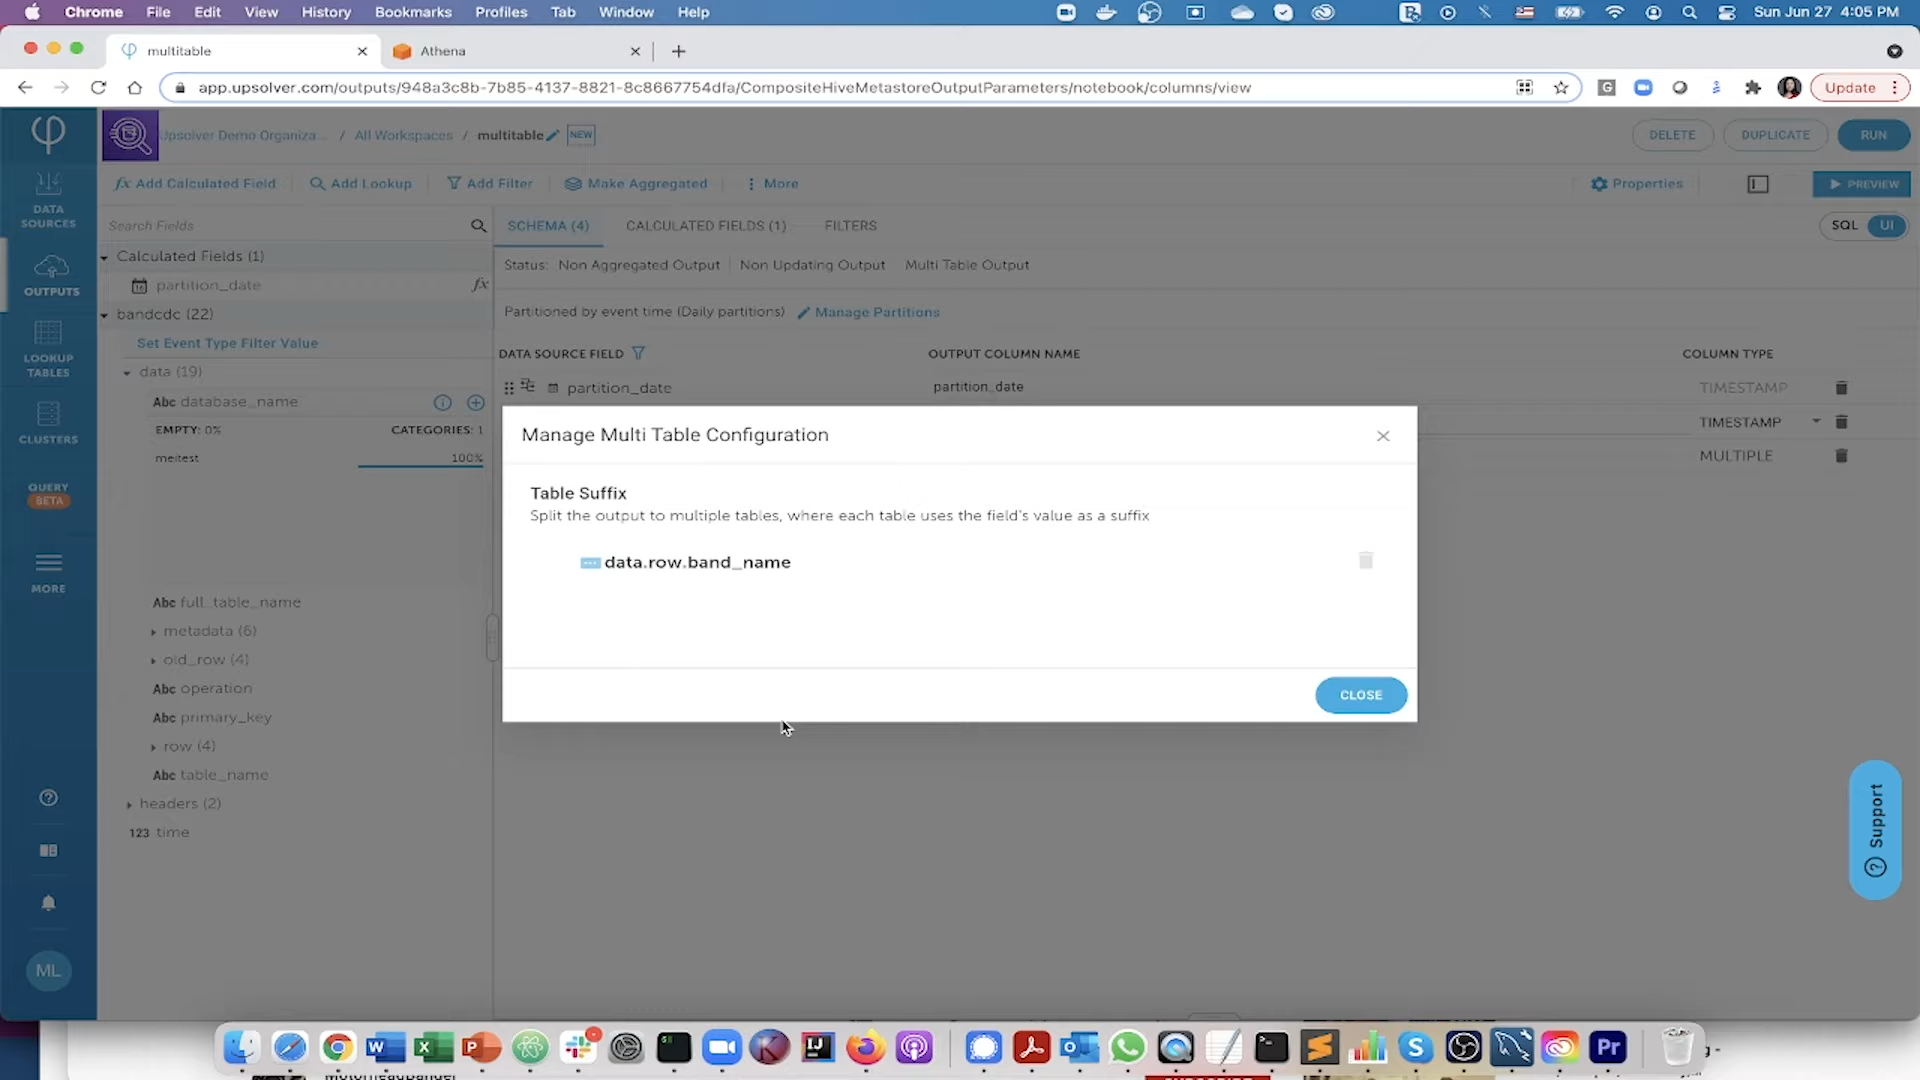 Chrome File Edit View History Bookmarks Profiles Tab Window Help Sun Jun 27 4:05 PM
multitable Athena
app.upsolver.com/outputs/948a3c8b-7b85-4137-8821-8c8667754dfa/CompositeHiveMetastoreOutputParameters/notebook/columns/view Update
Upsolver Demo Organiza... / All Workspaces / multitable NEW DELETE DUPLICATE RUN
Add Calculated Field Add Lookup Add Filter Make Aggregated More Properties PREVIEW
DATA SOURCES
OUTPUTS
LOOKUP TABLES
CLUSTERS
QUERY
BETA
MORE
ML
Search Fields
Calculated Fields (1)
partition_date fx
bandcdc (22)
Set Event Type Filter Value
data (19)
Abc database_name
EMPTY: 0% CATEGORIES: 1
meitest 100%
Abc full_table_name
metadata (6)
old_row (4)
Abc operation
Abc primary_key
row (4)
Abc table_name
headers (2)
123 time
SCHEMA (4) CALCULATED FIELDS (1) FILTERS SQL UI
Status: Non Aggregated Output Non Updating Output Multi Table Output
Partitioned by event time (Daily partitions) Manage Partitions
DATA SOURCE FIELD OUTPUT COLUMN NAME COLUMN TYPE
partition_date partition_date TIMESTAMP
TIMESTAMP
MULTIPLE
Manage Multi Table Configuration
Table Suffix
Split the output to multiple tables, where each table uses the field's value as a suffix
data.row.band_name
CLOSE
Support